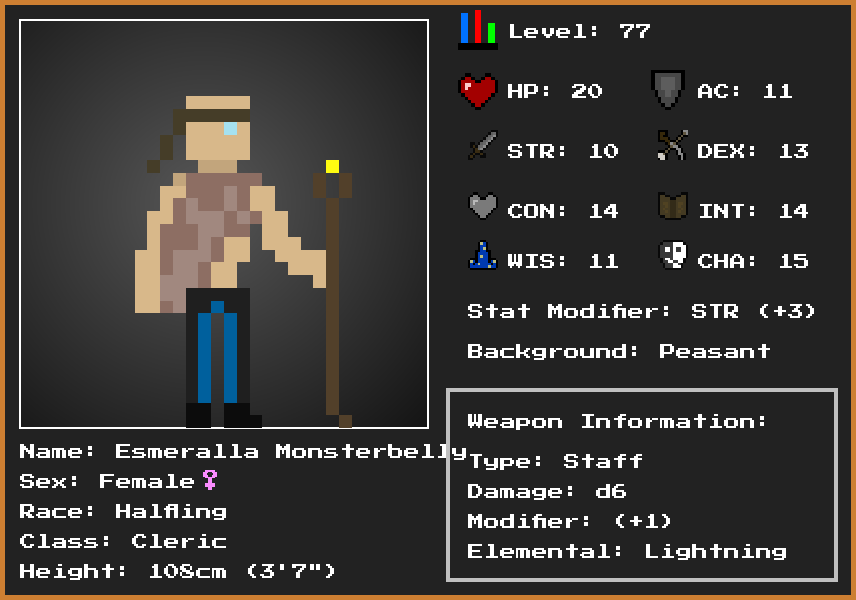 Level: 77
HP: 20
AC: 11
STR: 10
DEX: 13
CON: 14
INT: 14
WIS: 11
CHA: 15
Stat Modifier: STR (+3)
Background: Peasant
Name: Esmeralla Monsterbelly
Sex: Female♀
Race: Halfling
Class: Cleric
Height: 108cm (3'7")
Weapon Information:
Type: Staff
Damage: d6
Modifier: (+1)
Elemental: Lightning